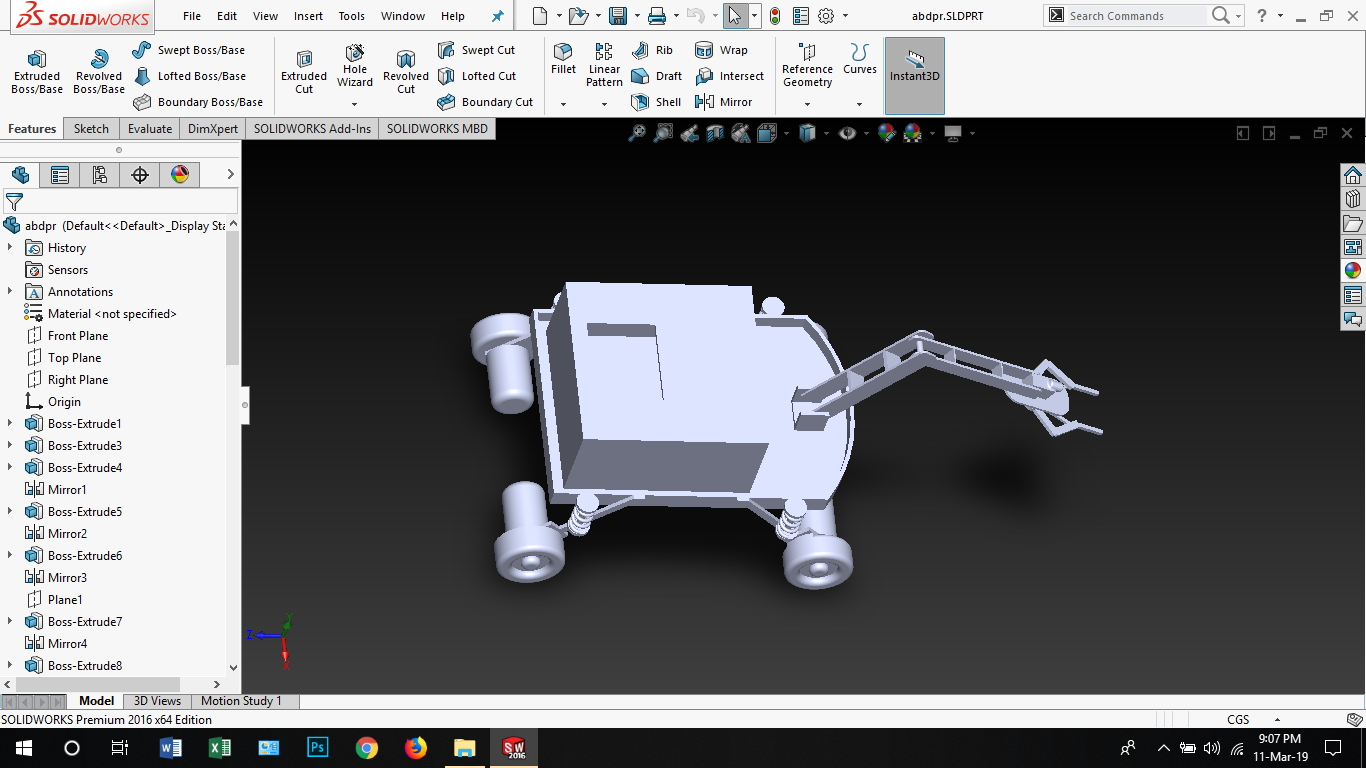 SOLIDWORKS File Edit View Insert Tools Window Help abdpr.SLDPRT Search Commands ?
Extruded Boss/Base
Revolved Boss/Base
Swept Boss/Base
Lofted Boss/Base
Boundary Boss/Base
Extruded Cut
Hole Wizard
Revolved Cut
Swept Cut
Lofted Cut
Boundary Cut
Fillet
Linear Pattern
Rib
Draft
Shell
Wrap
Intersect
Mirror
Reference Geometry
Curves
Instant3D
Features Sketch Evaluate DimXpert SOLIDWORKS Add-Ins SOLIDWORKS MBD
abdpr (Default<<Default>_Display Sta
History
Sensors
Annotations
Material <not specified>
Front Plane
Top Plane
Right Plane
Origin
Boss-Extrude1
Boss-Extrude3
Boss-Extrude4
Mirror1
Boss-Extrude5
Mirror2
Boss-Extrude6
Mirror3
Plane1
Boss-Extrude7
Mirror4
Boss-Extrude8
Model 3D Views Motion Study 1
SOLIDWORKS Premium 2016 x64 Edition CGS
Ps
SW 2016
9:07 PM
11-Mar-19